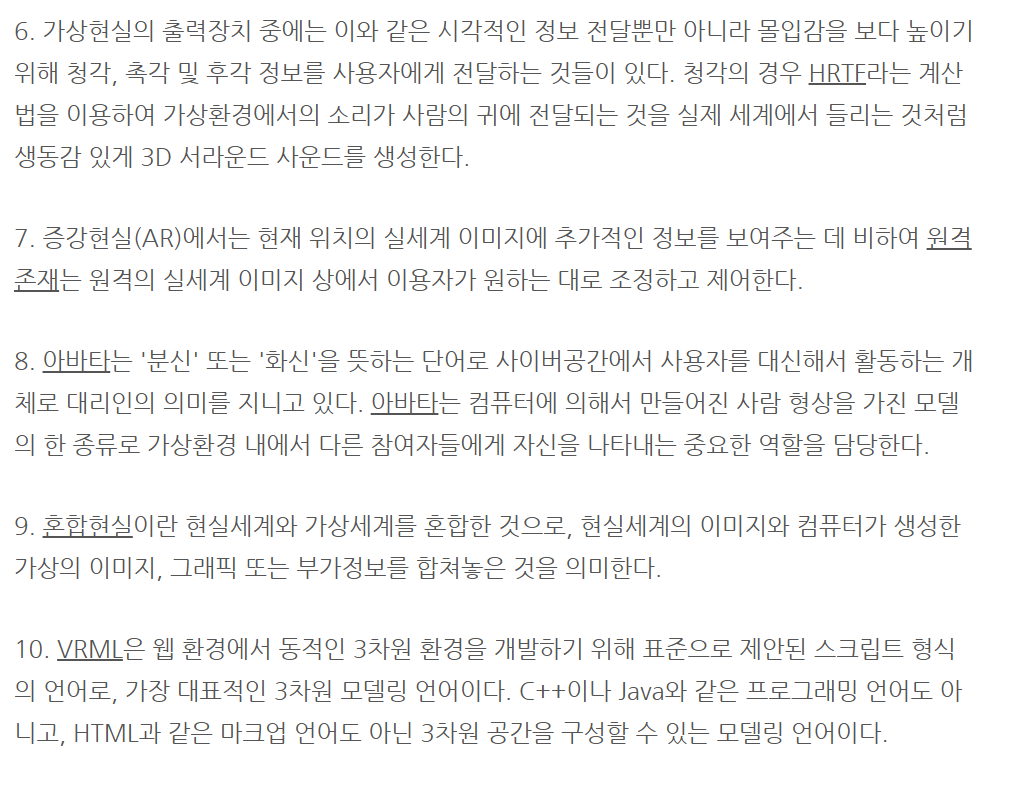 6. 가상현실의 출력장치 중에는 이와 같은 시각적인 정보 전달뿐만 아니라 몰입감을 보다 높이기
위해 청각, 촉각 및 후각 정보를 사용자에게 전달하는 것들이 있다. 청각의 경우 HRTF라는 계산
법을 이용하여 가상환경에서의 소리가 사람의 귀에 전달되는 것을 실제 세계에서 들리는 것처럼
생동감 있게 3D 서라운드 사운드를 생성한다.
7. 증강현실(AR)에서는 현재 위치의 실세계 이미지에 추가적인 정보를 보여주는 데 비하여 원격
존재는 원격의 실세계 이미지 상에서 이용자가 원하는 대로 조정하고 제어한다.
8. 아바타는 '분신' 또는 '화신'을 뜻하는 단어로 사이버공간에서 사용자를 대신해서 활동하는 개
체로 대리인의 의미를 지니고 있다. 아바타는 컴퓨터에 의해서 만들어진 사람 형상을 가진 모델
의 한 종류로 가상환경 내에서 다른 참여자들에게 자신을 나타내는 중요한 역할을 담당한다.
9. 혼합현실이란 현실세계와 가상세계를 혼합한 것으로, 현실세계의 이미지와 컴퓨터가 생성한
가상의 이미지, 그래픽 또는 부가정보를 합쳐놓은 것을 의미한다.
10. VRML은 웹 환경에서 동적인 3차원 환경을 개발하기 위해 표준으로 제안된 스크립트 형식
의 언어로, 가장 대표적인 3차원 모델링 언어이다. C++이나 Java와 같은 프로그래밍 언어도 아
니고, HTML과 같은 마크업 언어도 아닌 3차원 공간을 구성할 수 있는 모델링 언어이다.